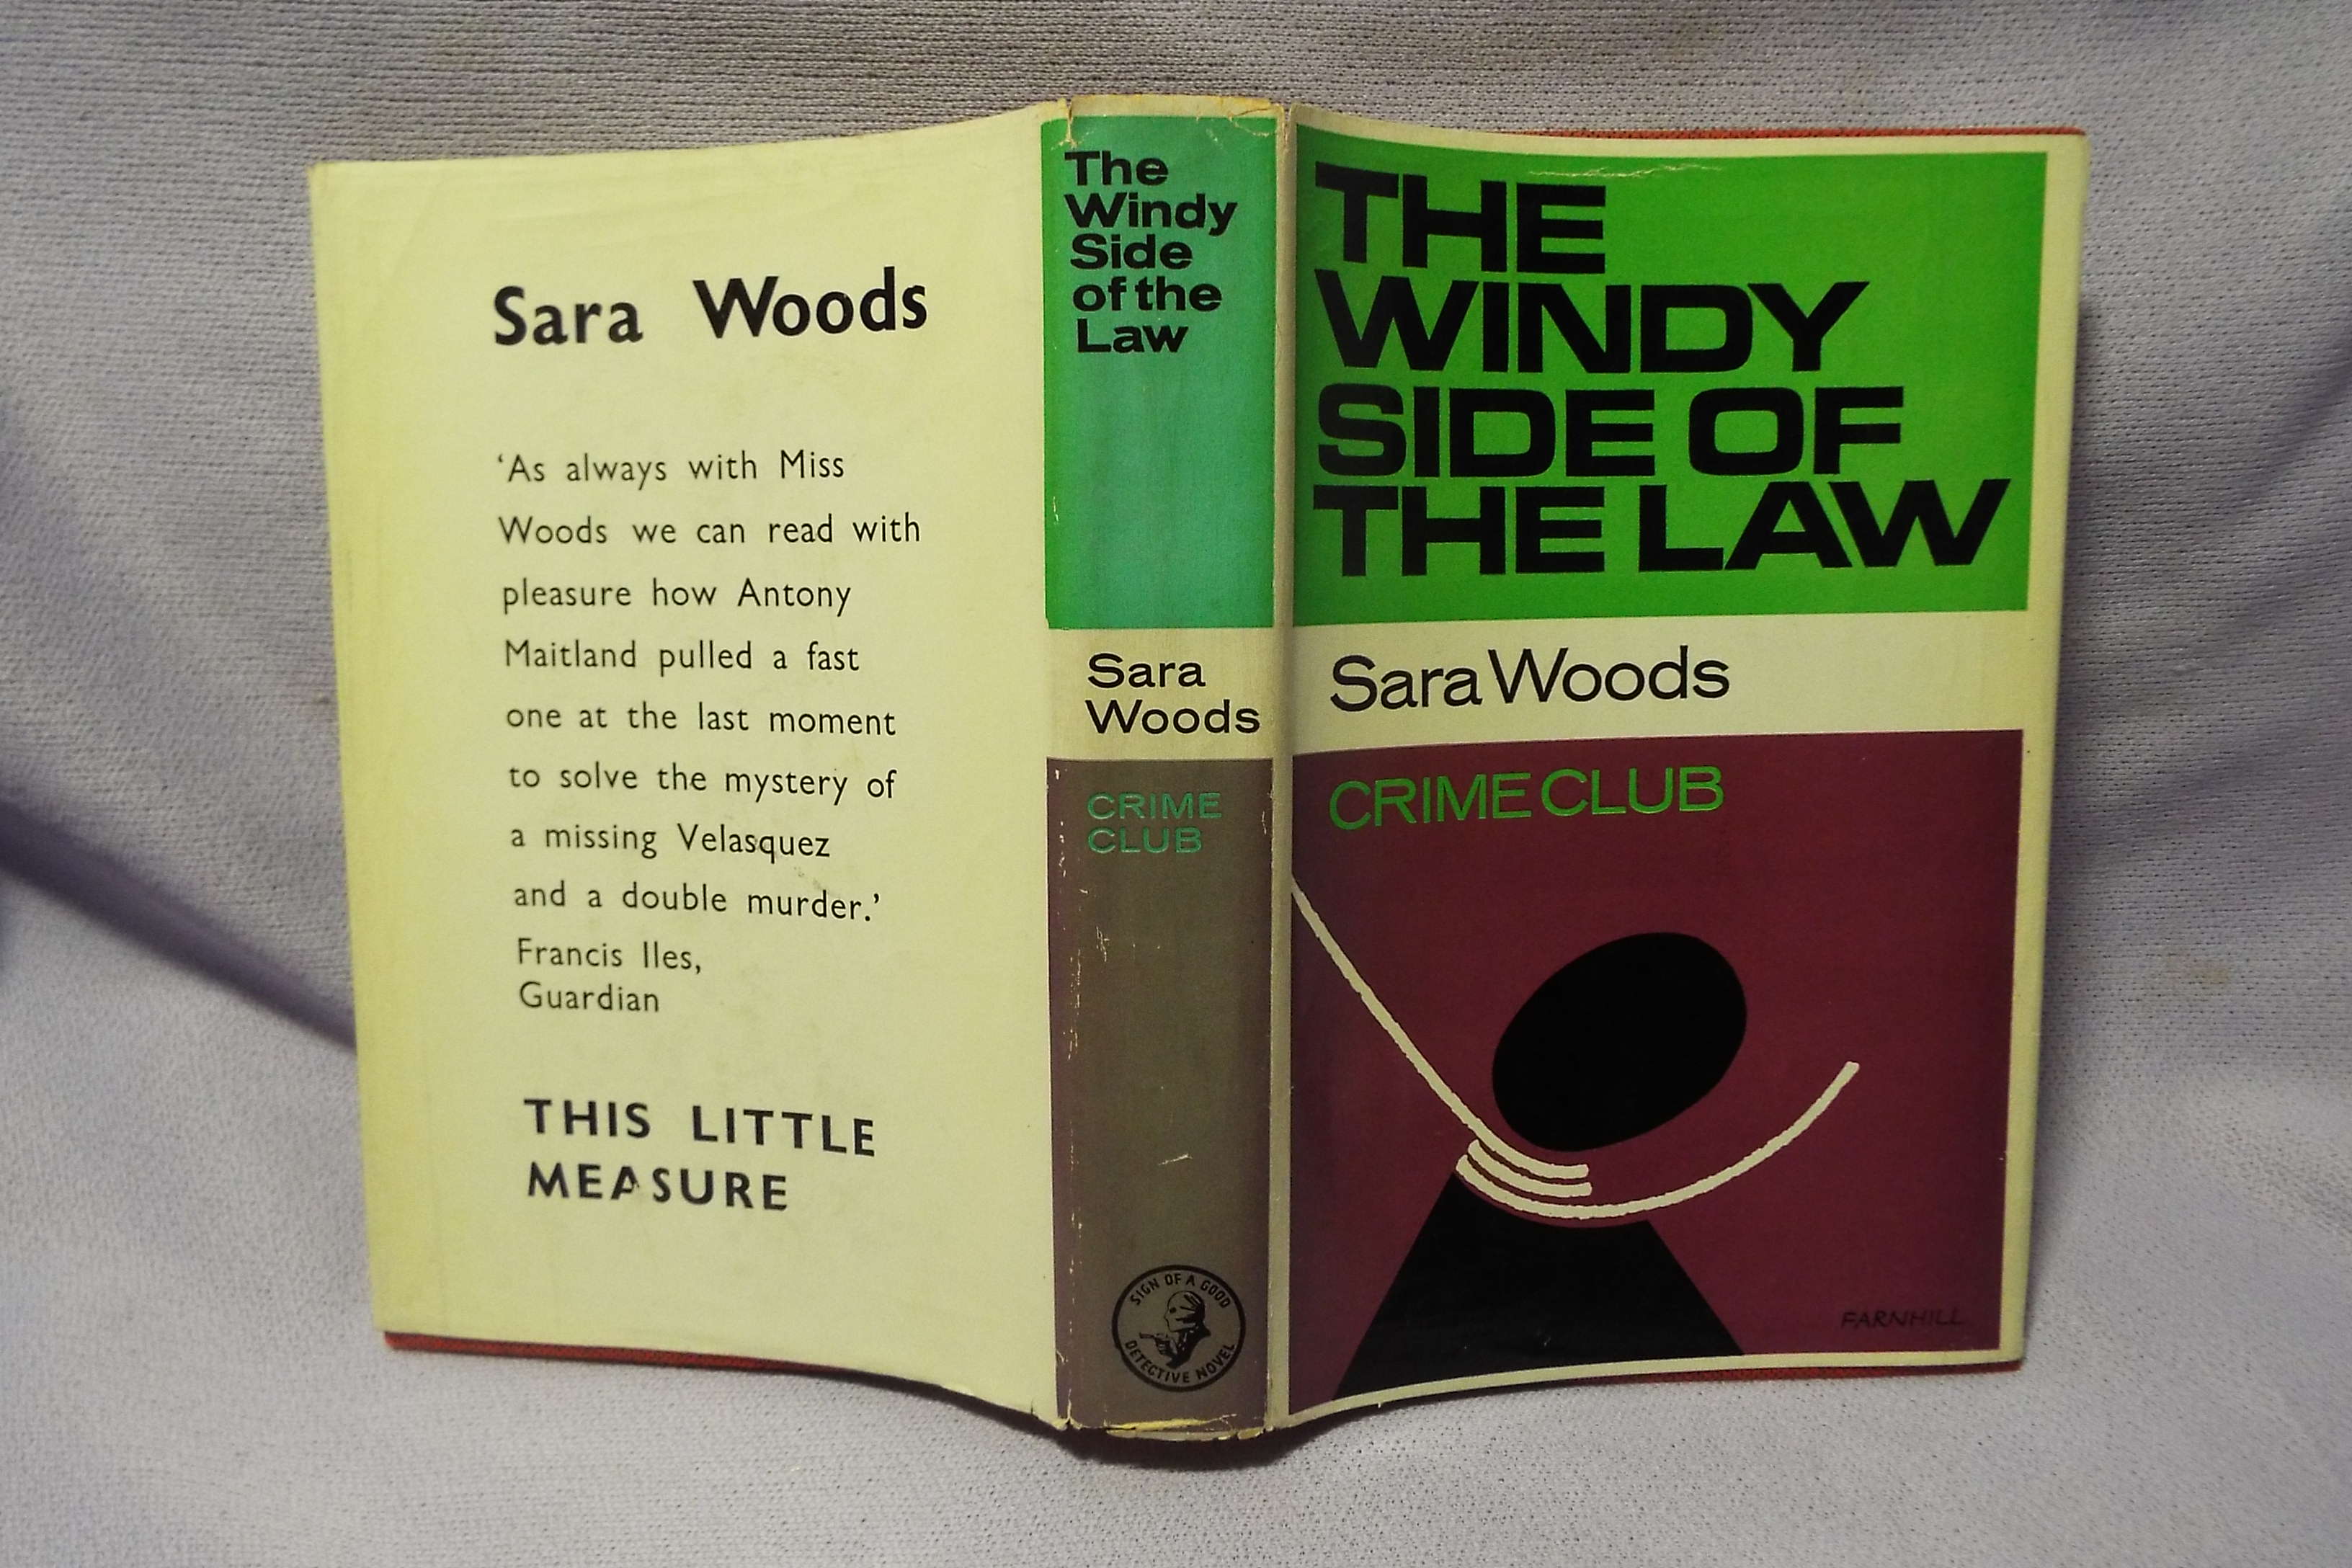 Sara Woods
‘As always with Miss
Woods we can read with
pleasure how Antony
Maitland pulled a fast
one at the last moment
to solve the mystery of
a missing Velasquez
and a double murder.’
Francis Iles,
Guardian
THIS LITTLE
MEASURE
The
Windy
Side
of the
Law
Sara
Woods
CRIME
CLUB
SIGN OF A GOOD
DETECTIVE NOVEL
THE
WINDY
SIDE OF
THE LAW
Sara Woods
CRIME CLUB
FARNHILL